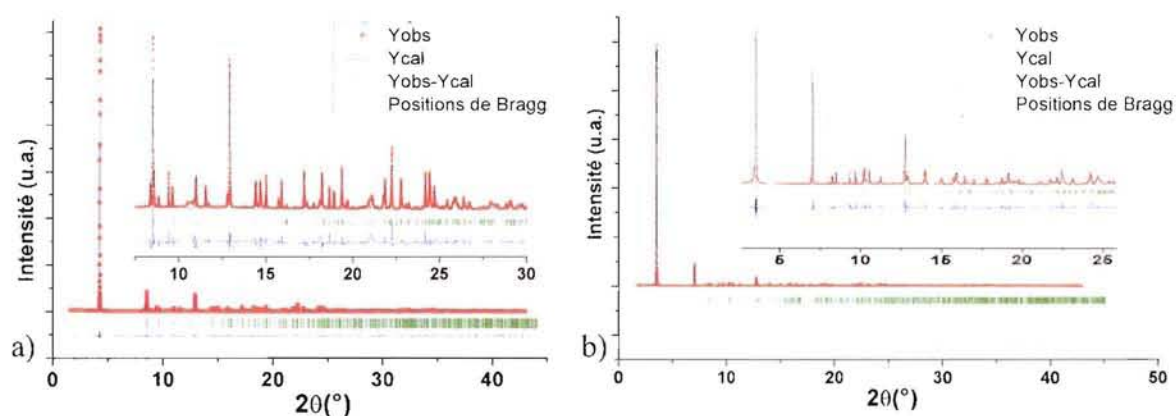 Yobs
Ycal
Yobs-Ycal
Positions de Bragg
Intensité (u.a.)
10 15 20 25 30
a)
0 10 20 30 40
2θ(°)
Yobs
Ycal
Yobs-Ycal
Positions de Bragg
Intensité (u.a.)
5 10 15 20 25
b)
0 10 20 30 40 50
2θ(°)